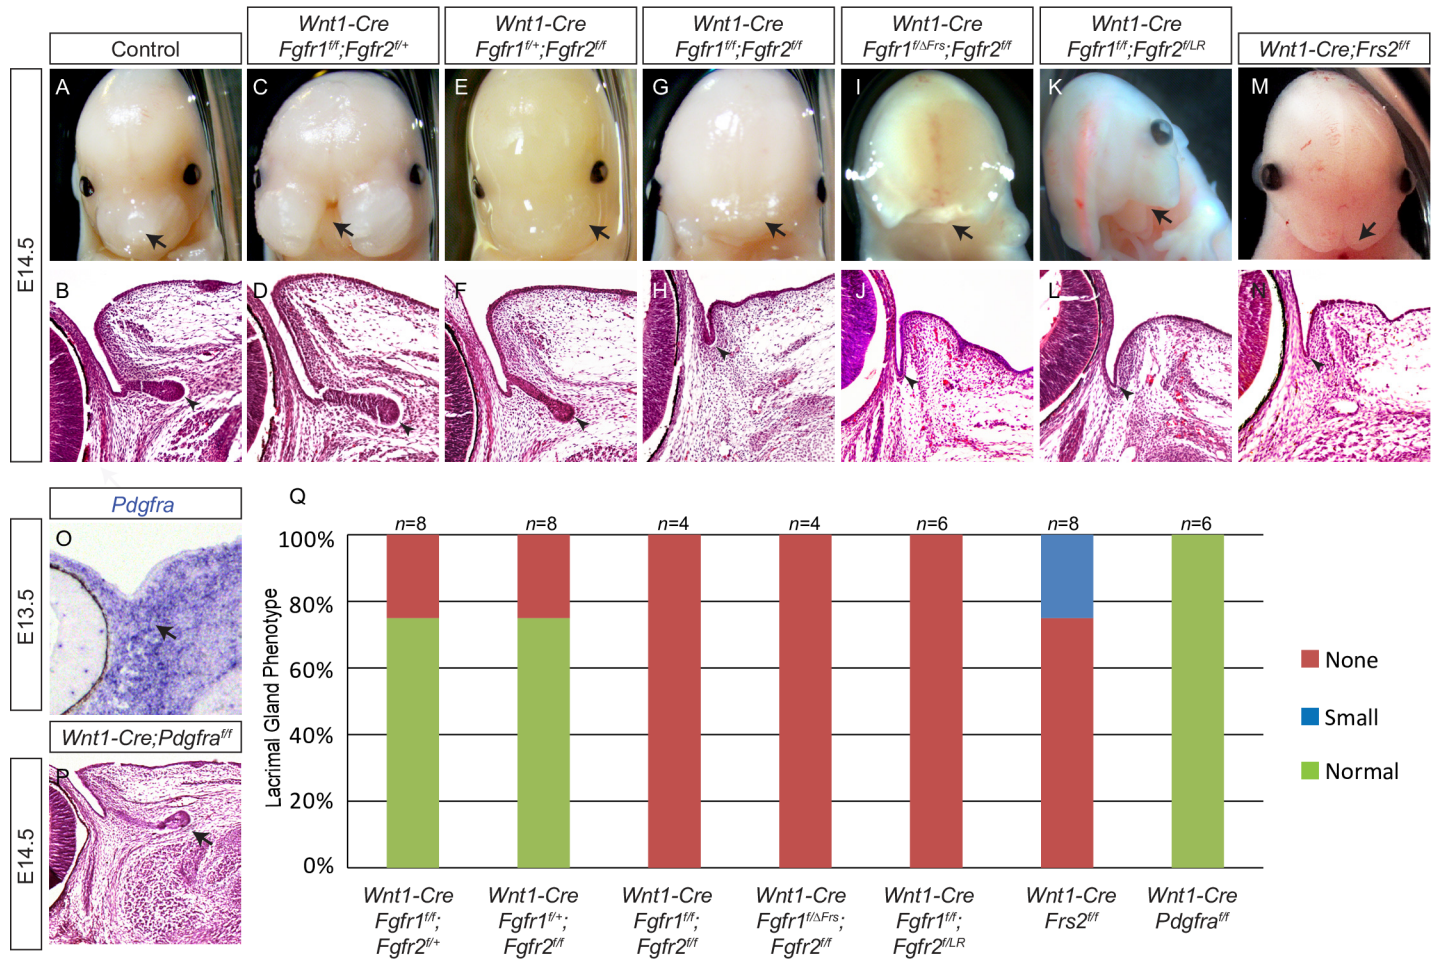 Control
Wnt1-Cre
Fgfr1f/f;Fgfr2f/+
Wnt1-Cre
Fgfr1f/+;Fgfr2f/f
Wnt1-Cre
Fgfr1f/f;Fgfr2f/f
Wnt1-Cre
Fgfr1f/ΔFrs;Fgfr2f/f
Wnt1-Cre
Fgfr1f/f;Fgfr2f/LR
Wnt1-Cre;Frs2f/f
E14.5
A
C
E
G
I
K
M
B
D
F
H
J
L
N
Pdgfra
E13.5
O
Wnt1-Cre;Pdgfraf/f
E14.5
P
Q
n=8
n=8
n=4
n=4
n=6
n=8
n=6
Lacrimal Gland Phenotype
100%
80%
60%
40%
20%
0%
Wnt1-Cre
Fgfr1f/f;
Fgfr2f/+
Wnt1-Cre
Fgfr1f/+;
Fgfr2f/f
Wnt1-Cre
Fgfr1f/f;
Fgfr2f/f
Wnt1-Cre
Fgfr1f/ΔFrs;
Fgfr2f/f
Wnt1-Cre
Fgfr1f/f;
Fgfr2f/LR
Wnt1-Cre
Frs2f/f
Wnt1-Cre
Pdgfraf/f
None
Small
Normal